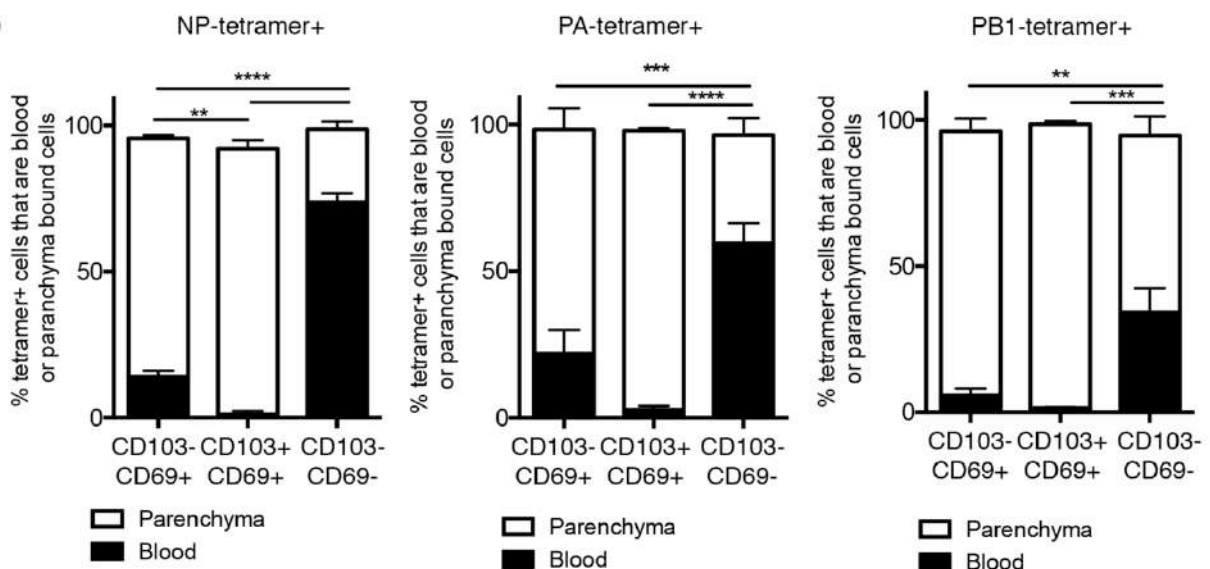 NP-tetramer+
PA-tetramer+
PB1-tetramer+
% tetramer+ cells that are blood
or paranchyma bound cells
****
**
100
50
0
CD103- CD103+ CD103-
CD69+ CD69+ CD69-
Parenchyma
Blood
% tetramer+ cells that are blood
or paranchyma bound cells
***
****
100
50
0
CD103- CD103+ CD103-
CD69+ CD69+ CD69-
Parenchyma
Blood
% tetramer+ cells that are blood
or paranchyma bound cells
**
***
100
50
0
CD103- CD103+ CD103-
CD69+ CD69+ CD69-
Parenchyma
Blood